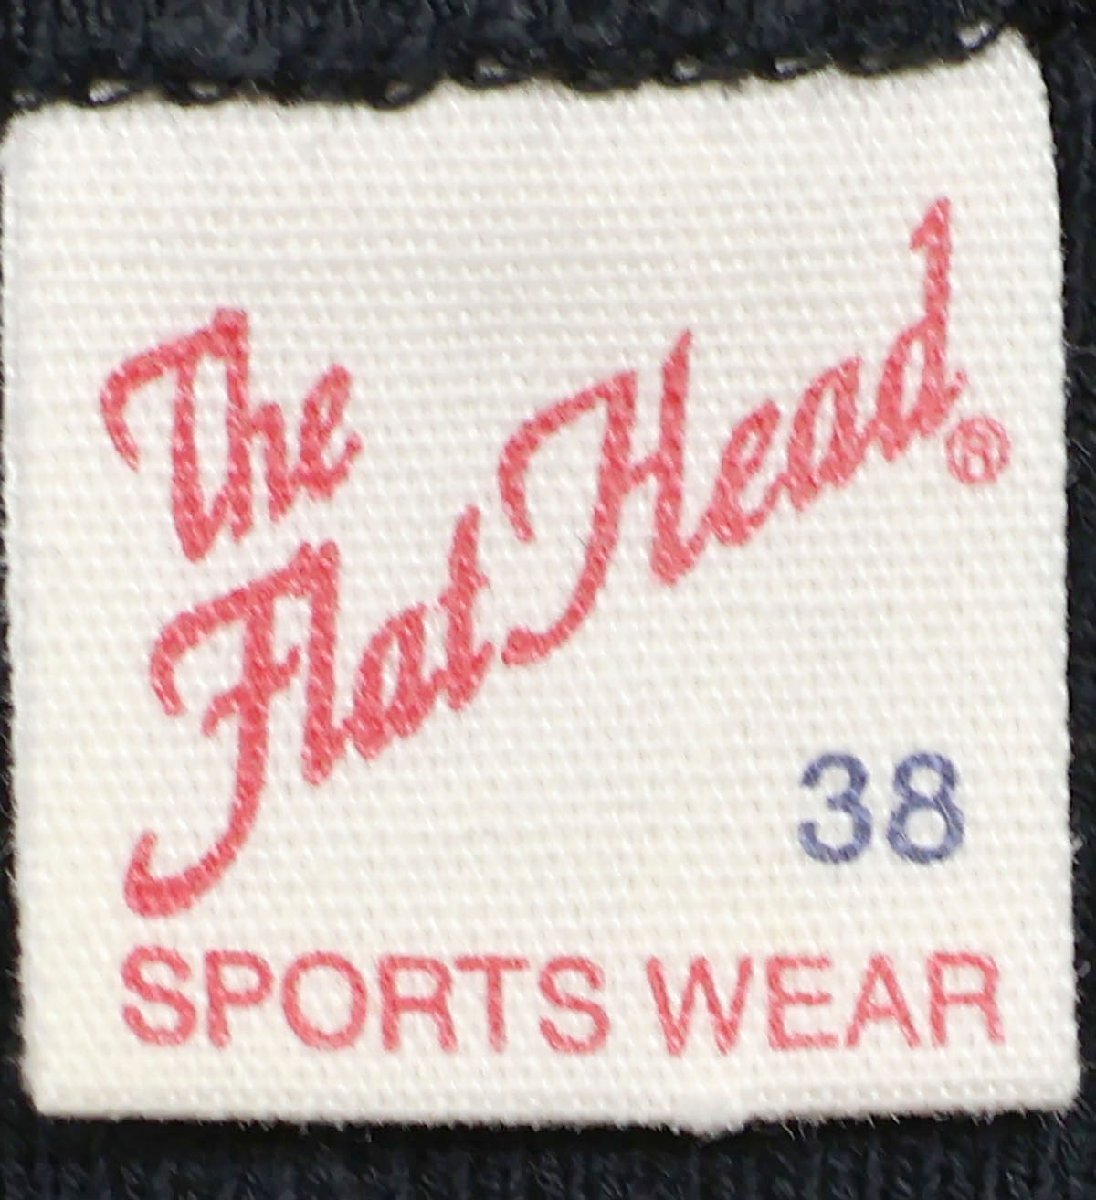 The
Flat Head®
38
SPORTS WEAR